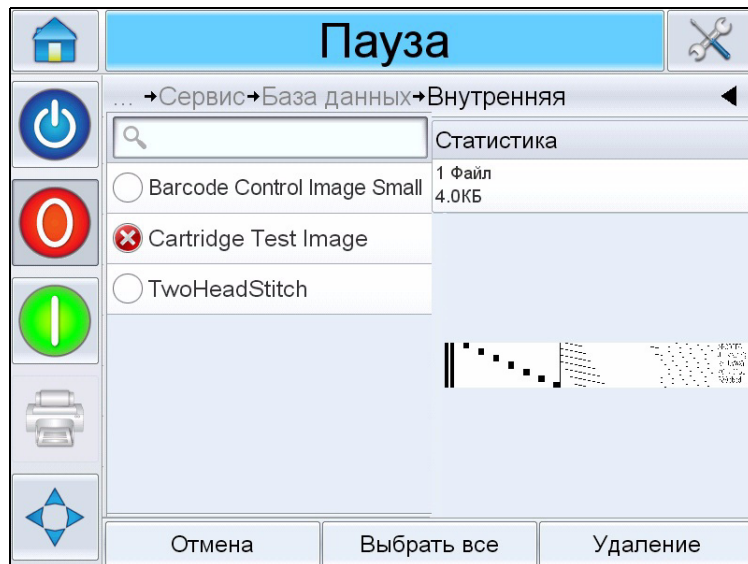 Пауза
... →Сервис→База данных→Внутренняя
Статистика
Barcode Control Image Small
1 Файл
4.0КБ
Cartridge Test Image
TwoHeadStitch
Отмена
Выбрать все
Удаление